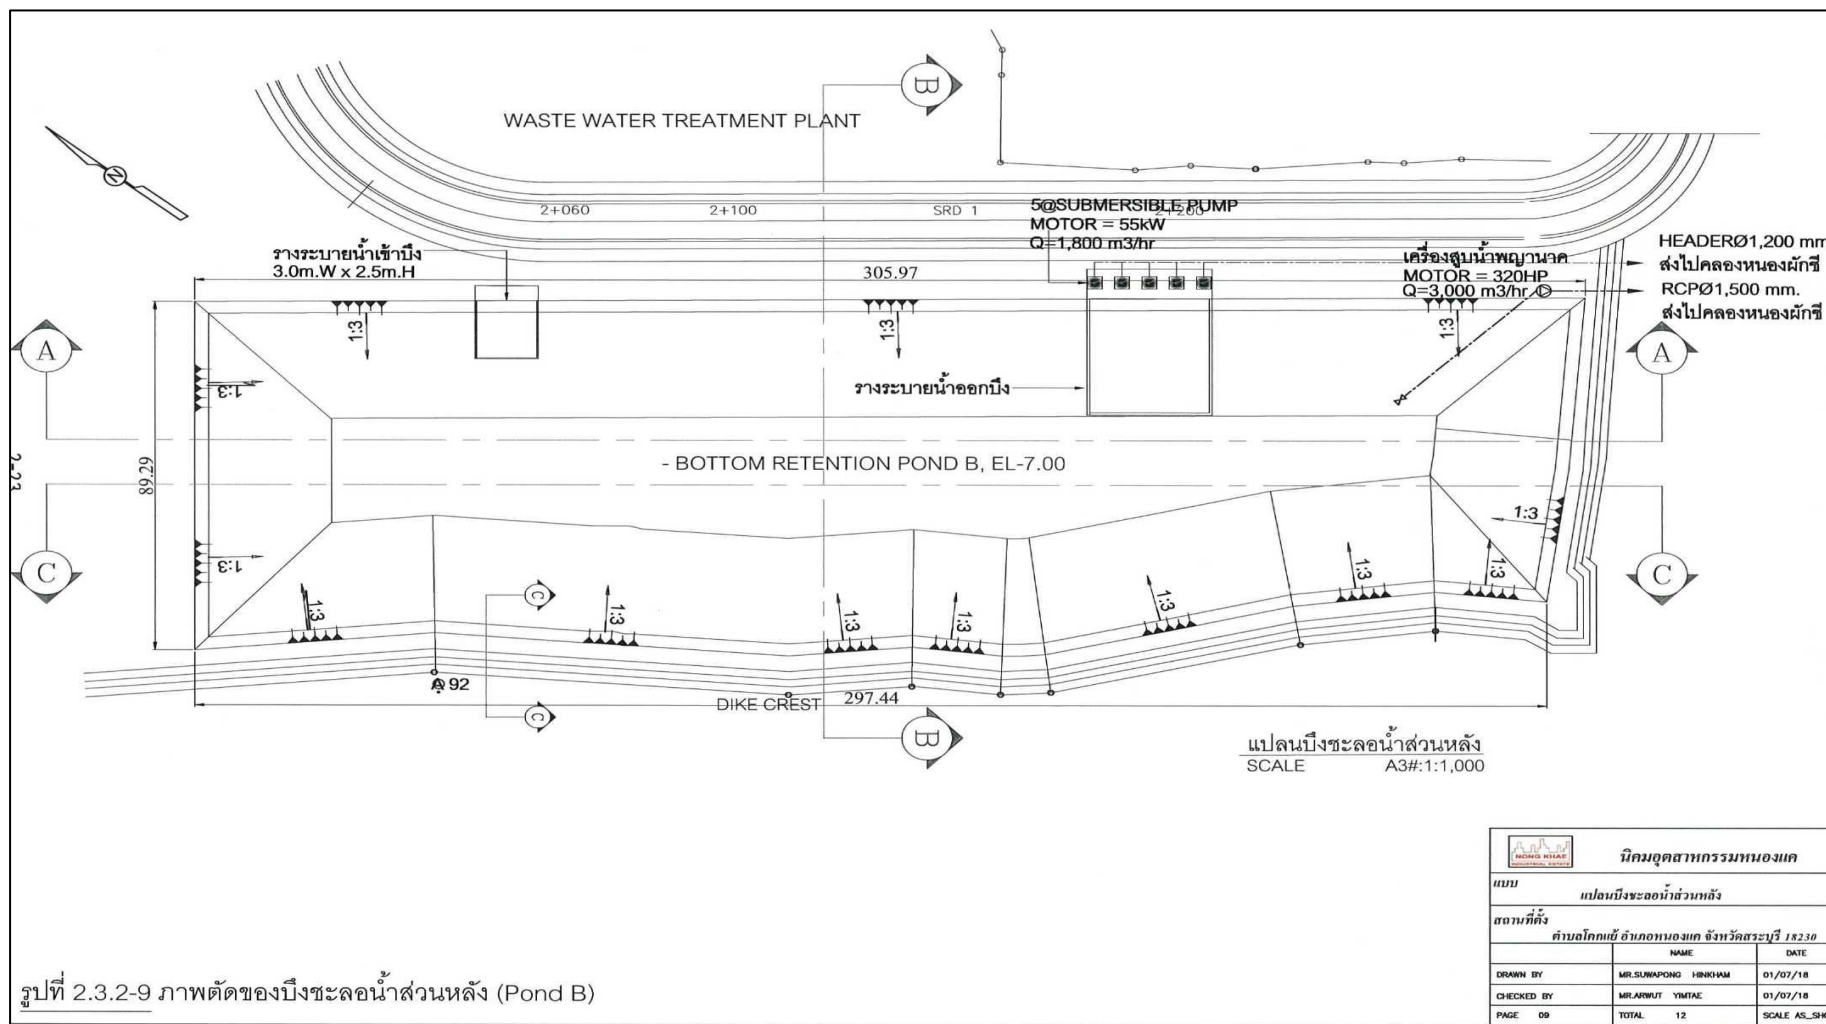 B
WASTE WATER TREATMENT PLANT
N
2+060
2+100
SRD 1
2+200
5@SUBMERSIBLE PUMP
MOTOR = 55kW
Q=1,800 m3/hr
รางระบายน้ำเข้าบึง
3.0m.W x 2.5m.H
305.97
เครื่องสูบน้ำพญานาค
MOTOR = 320HP
Q=3,000 m3/hr
HEADERØ1,200 mm
ส่งไปคลองหนองผักชี
RCPØ1,500 mm.
ส่งไปคลองหนองผักชี
1:3
1:3
1:3
A
A
1:3
รางระบายน้ำออกบึง
- BOTTOM RETENTION POND B, EL-7.00
89.29
2-23
1:3
C
C
1:3
C
1:3
1:3
1:3
1:3
1:3
1:3
1:3
A 92
C
DIKE CREST
297.44
B
แปลนบึงชะลอน้ำส่วนหลัง
SCALE A3#:1:1,000
NONG KHAE
INDUSTRIAL ESTATE
นิคมอุตสาหกรรมหนองแค
แบบ
แปลนบึงชะลอน้ำส่วนหลัง
สถานที่ตั้ง
ตำบลโคกแย้ อำเภอหนองแค จังหวัดสระบุรี 18230
NAME DATE
DRAWN BY MR.SUWAPONG HINKHAM 01/07/18
CHECKED BY MR.ARWUT YIMTAE 01/07/18
PAGE 09 TOTAL 12 SCALE AS_SH
รูปที่ 2.3.2-9 ภาพตัดของบึงชะลอน้ำส่วนหลัง (Pond B)